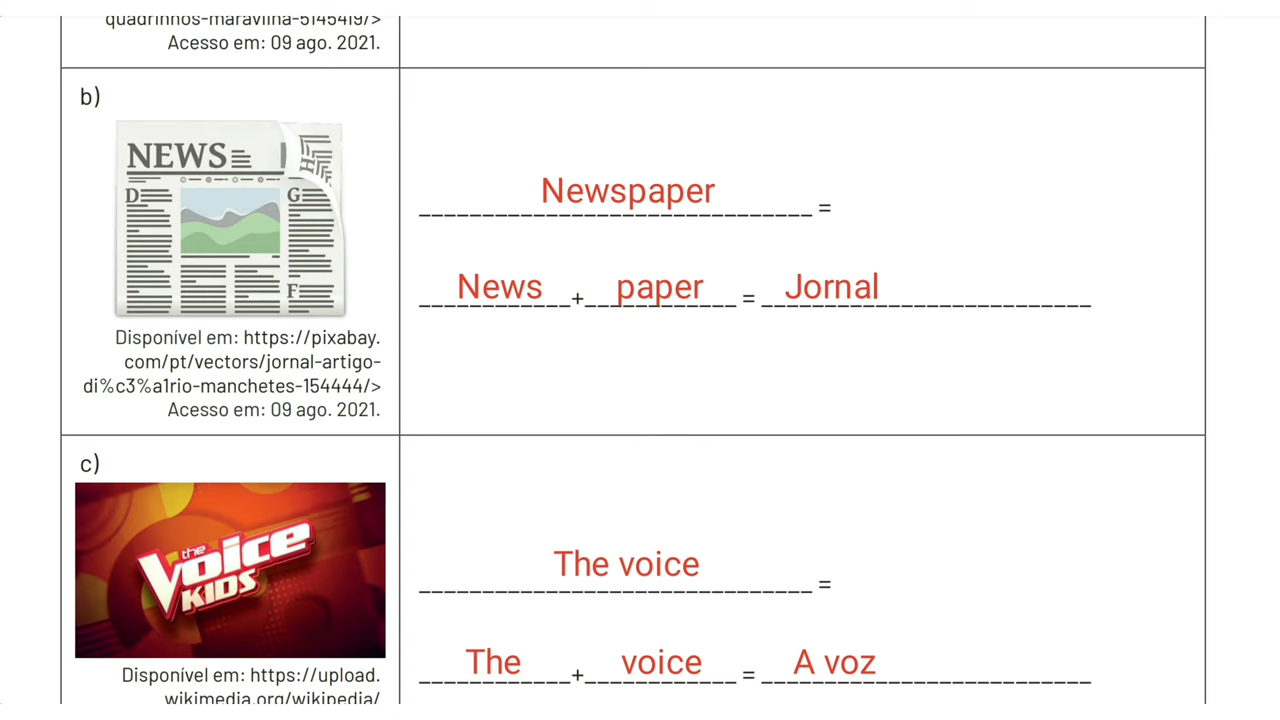 quadrinhos-maravilha-5145419/>
Acesso em: 09 ago. 2021.
b)
NEWS
D
G
F
Disponível em: https://pixabay.
com/pt/vectors/jornal-artigo-
di%c3%a1rio-manchetes-154444/>
Acesso em: 09 ago. 2021.
Newspaper =
News + paper = Jornal
c)
the
Voice
KIDS
Disponível em: https://upload.
wikimedia.org/wikipedia/
The voice =
The + voice = A voz